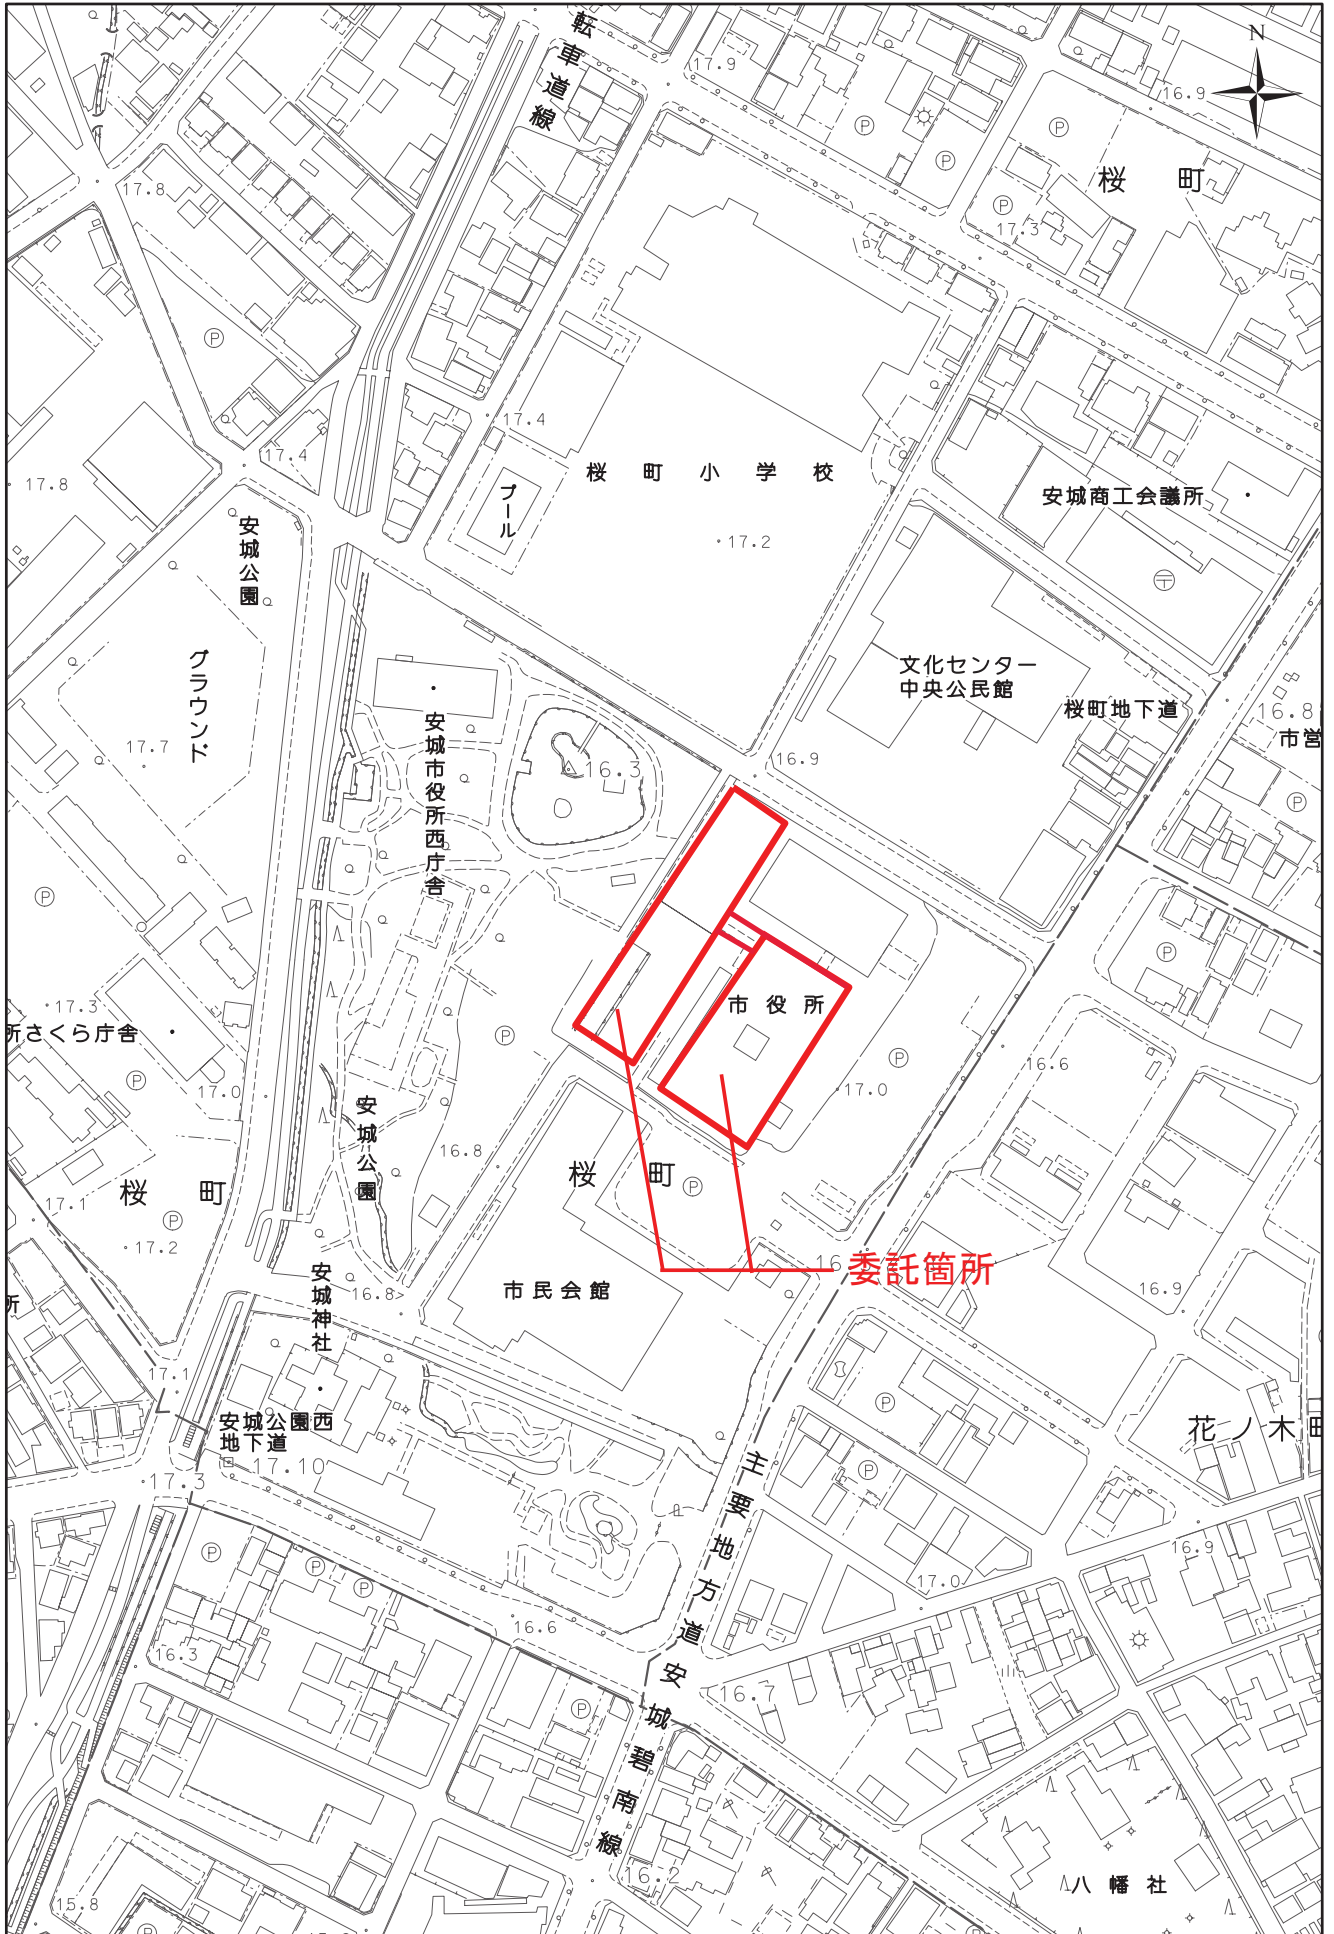 転車道線
N
17.9
16.9
桜町
17.8
17.3
17.4
17.4
17.8
桜町小学校
プール
安城商工会議所
安城公園
17.2
グラウンド
文化センター
中央公民館
桜町地下道
16.8
市営
安城市役所西庁舎
17.7
16.3
16.9
市役所
17.3
所さくら庁舎
17.0
17.0
16.6
安城公園
16.8
桜町
桜町
17.1
17.2
委託箇所
安城神社
16.8
市民会館
16.9
所
17.1
安城公園西
地下道
17.10
17.3
花ノ木町
主要地方道安城碧南線
16.9
17.0
16.6
16.3
16.7
16.2
八幡社
15.8